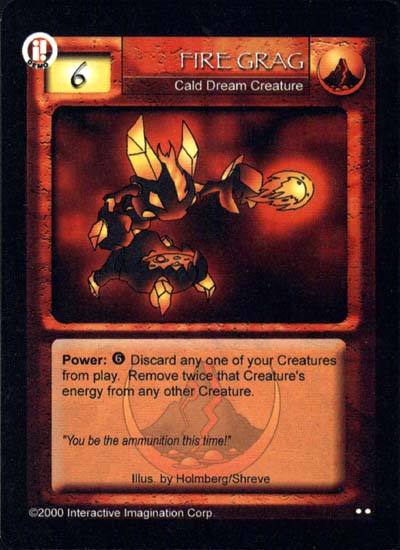 i!
DEMO
6
FIRE GRAG
Cald Dream Creature
Power: 6 Discard any one of your Creatures
from play. Remove twice that Creature's
energy from any other Creature.
"You be the ammunition this time!"
Illus. by Holmberg/Shreve
©2000 Interactive Imagination Corp.